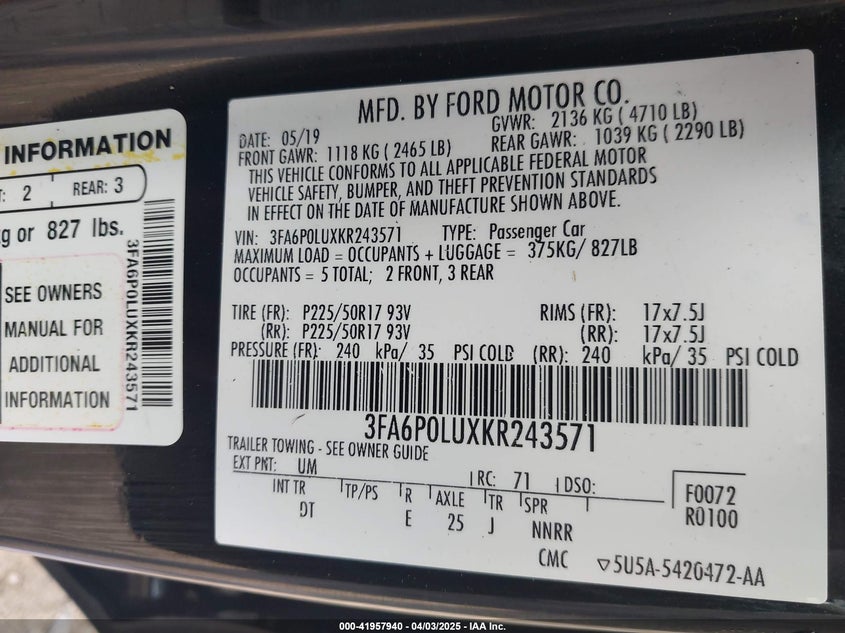 INFORMATION
2 REAR: 3
or 827 lbs.
SEE OWNERS
MANUAL FOR
ADDITIONAL
INFORMATION
3FA6P0LUXKR243571
MFD. BY FORD MOTOR CO.
DATE: 05/19 GVWR: 2136 KG ( 4710 LB)
FRONT GAWR: 1118 KG ( 2465 LB) REAR GAWR: 1039 KG ( 2290 LB)
THIS VEHICLE CONFORMS TO ALL APPLICABLE FEDERAL MOTOR
VEHICLE SAFETY, BUMPER, AND THEFT PREVENTION STANDARDS
IN EFFECT ON THE DATE OF MANUFACTURE SHOWN ABOVE.
VIN: 3FA6P0LUXKR243571 TYPE: Passenger Car
MAXIMUM LOAD = OCCUPANTS + LUGGAGE = 375KG/ 827LB
OCCUPANTS = 5 TOTAL; 2 FRONT, 3 REAR
TIRE (FR): P225/50R17 93V RIMS (FR): 17x7.5J
(RR): P225/50R17 93V (RR): 17x7.5J
PRESSURE (FR): 240 kPa/ 35 PSI COLD (RR): 240 kPa/ 35 PSI COLD
3FA6P0LUXKR243571
TRAILER TOWING - SEE OWNER GUIDE
EXT PNT: UM RC: 71 DSO:
INT TR TP/PS R AXLE TR SPR
DT E 25 J NNRR
F0072
R0100
CMC ▽5U5A-5420472-AA
000-41957940 - 04/03/2025 - IAA Inc.